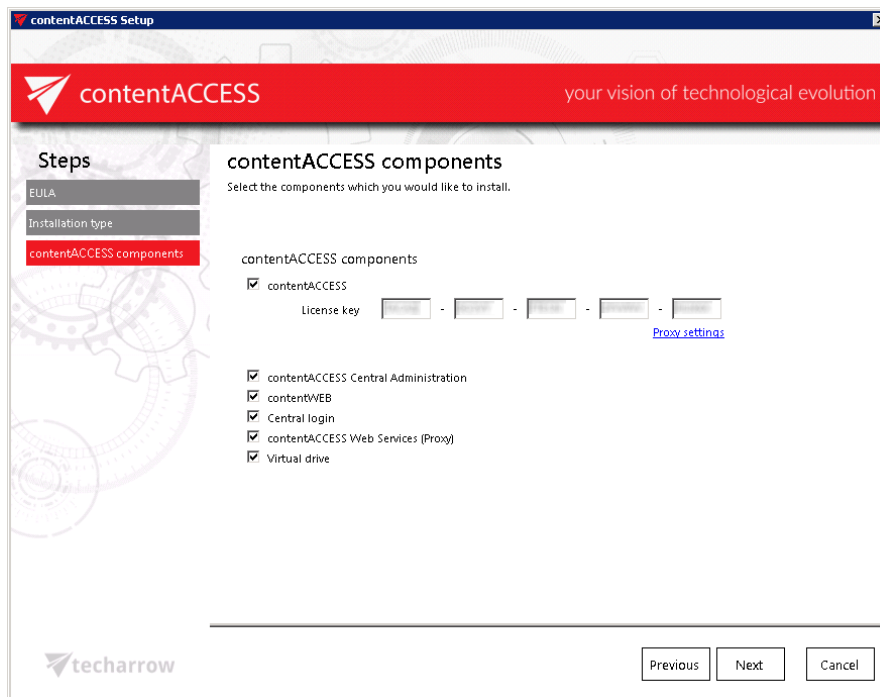 contentACCESS Setup
contentACCESS
your vision of technological evolution
Steps
EULA
Installation type
contentACCESS components
contentACCESS components
Select the components which you would like to install.
contentACCESS components
contentACCESS
License key - - - -
Proxy settings
contentACCESS Central Administration
contentWEB
Central login
contentACCESS Web Services (Proxy)
Virtual drive
techarrow
Previous Next Cancel